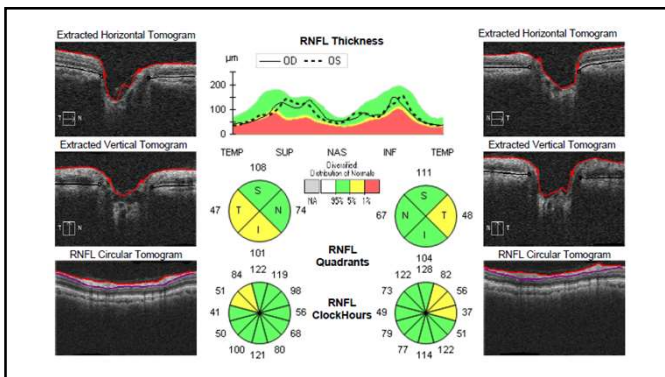 Extracted Horizontal Tomogram
RNFL Thickness
Extracted Horizontal Tomogram
µm
OD OS
200
100
0
T N
T N
TEMP SUP NAS INF TEMP
Extracted Vertical Tomogram
Extracted Vertical Tomogram
Diversified:
Distribution of Normals
NA 95% 5% 1%
108
S
47 T N 74
I
101
111
S
67 N T 48
I
104
RNFL
Quadrants
RNFL Circular Tomogram
RNFL Circular Tomogram
RNFL
ClockHours
122
84 119
51 98
41 56
50 68
100 80
121
128
122 82
73 56
49 37
79 51
77 122
114